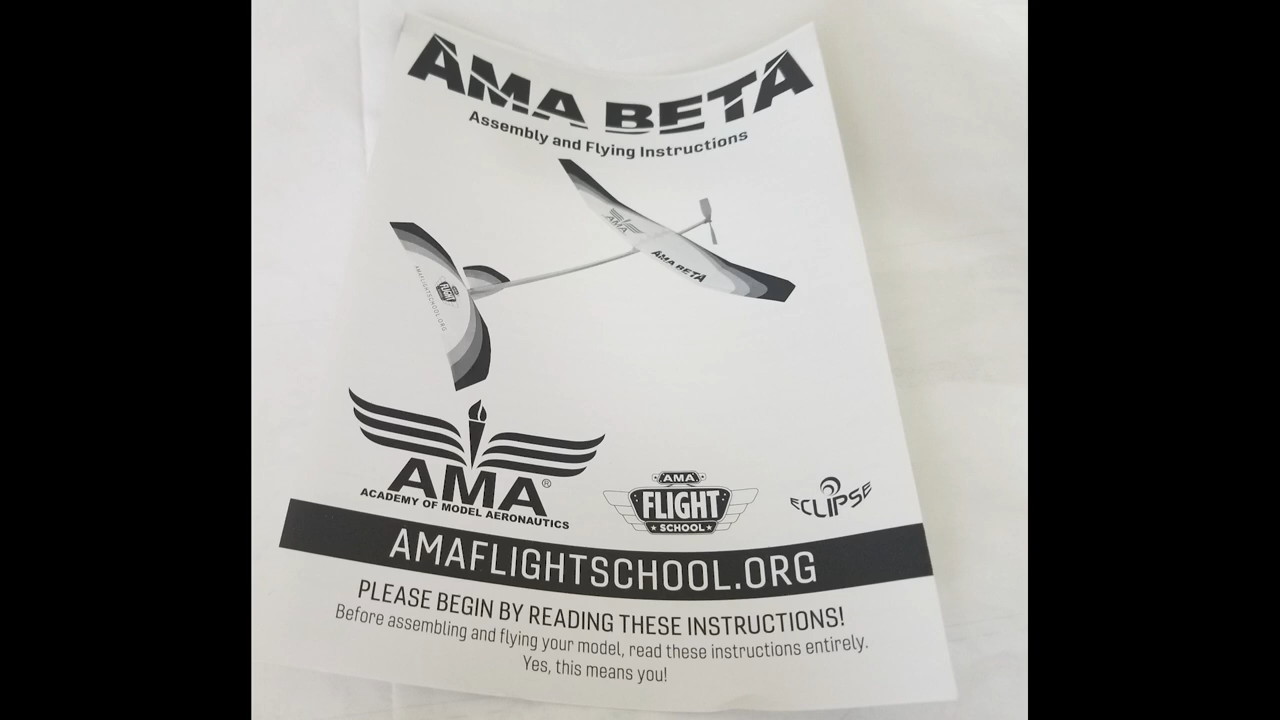 AMA BETA
Assembly and Flying Instructions
AMA
AMA BETA
FLIGHT
AMAFLIGHTSCHOOL.ORG
AMA®
ACADEMY OF MODEL AERONAUTICS
AMA
FLIGHT
SCHOOL
ECLIPSE
AMAFLIGHTSCHOOL.ORG
PLEASE BEGIN BY READING THESE INSTRUCTIONS!
Before assembling and flying your model, read these instructions entirely.
Yes, this means you!